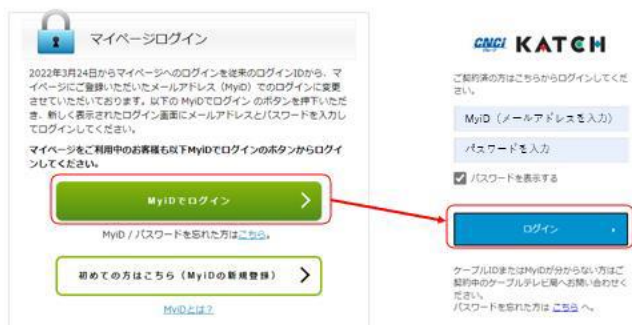 マイページログイン
2022年3月24日からマイページへのログインを従来のログインIDから、マ
イページにご登録いただいたメールアドレス（MyiD）でのログインに変更
させていただいております。以下の MyiDでログイン のボタンを押下いただ
き、新しく表示されたログイン画面にメールアドレスとパスワードを入力し
てログインしてください。
マイページをご利用中のお客様も以下MyiDでログインのボタンからログイ
ンしてください。
MyiDでログイン
MyiD / パスワードを忘れた方はこちら。
初めての方はこちら（MyiDの新規登録）
MyiDとは？
CNCI グループ KATCH
ご契約済の方はこちらからログインしてくだ
さい。
MyiD（メールアドレスを入力）
パスワードを入力
パスワードを表示する
ログイン
ケーブルIDまたはMyiDが分からない方はご
契約中のケーブルテレビ局へお問い合わせく
ださい。
パスワードを忘れた方は こちら へ。